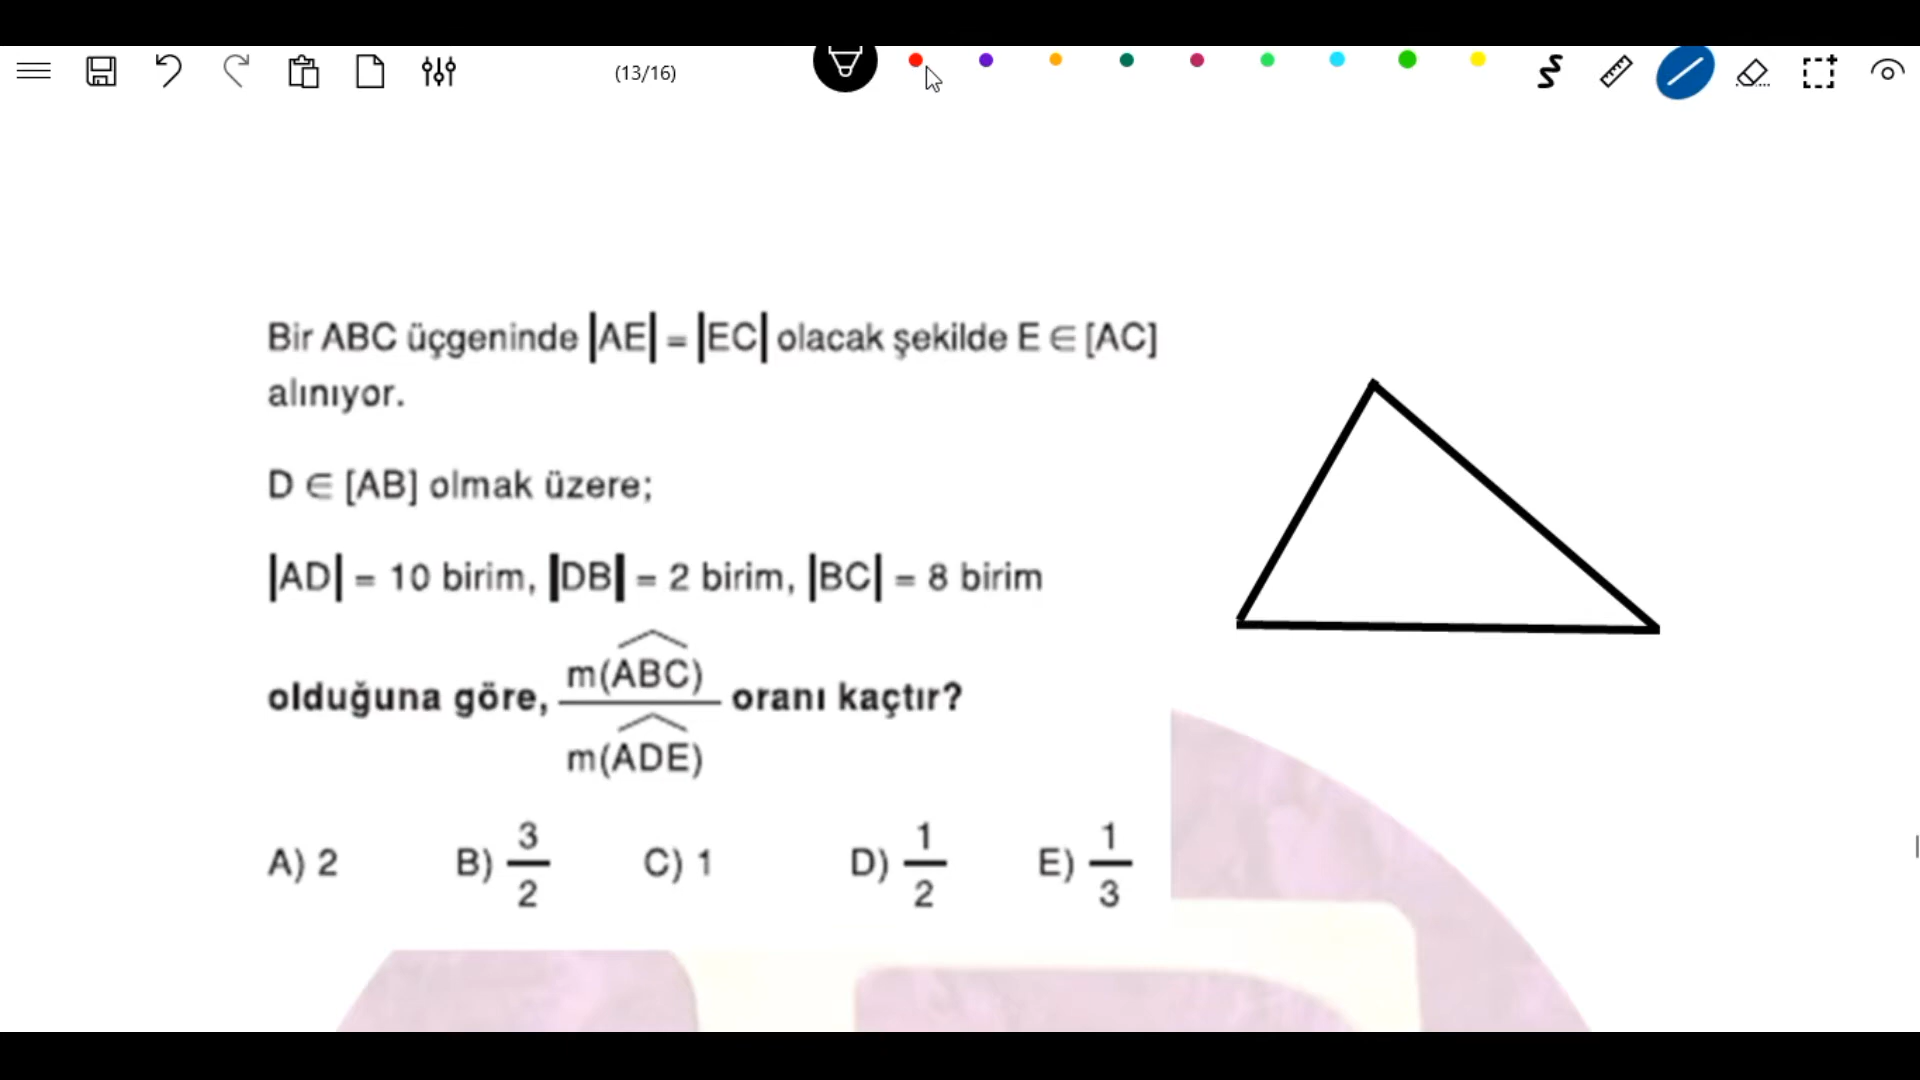 (13/16)
Bir ABC üçgeninde |AE| = |EC| olacak şekilde E ∈ [AC]
alınıyor.
D ∈ [AB] olmak üzere;
|AD| = 10 birim, |DB| = 2 birim, |BC| = 8 birim
olduğuna göre, m(ABC) / m(ADE) oranı kaçtır?
A) 2 B) 3/2 C) 1 D) 1/2 E) 1/3